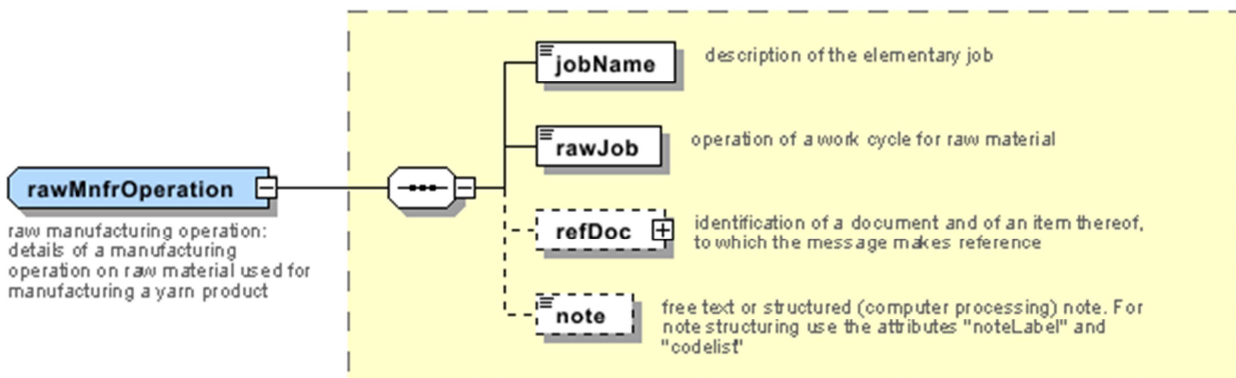 jobName
description of the elementary job
rawJob
operation of a work cycle for raw material
rawMnfrOperation
raw manufacturing operation:
details of a manufacturing
operation on raw material used for
manufacturing a yarn product
refDoc
identification of a document and of an item thereof,
to which the message makes reference
note
free text or structured (computer processing) note. For
note structuring use the attributes "noteLabel" and
"codelist"